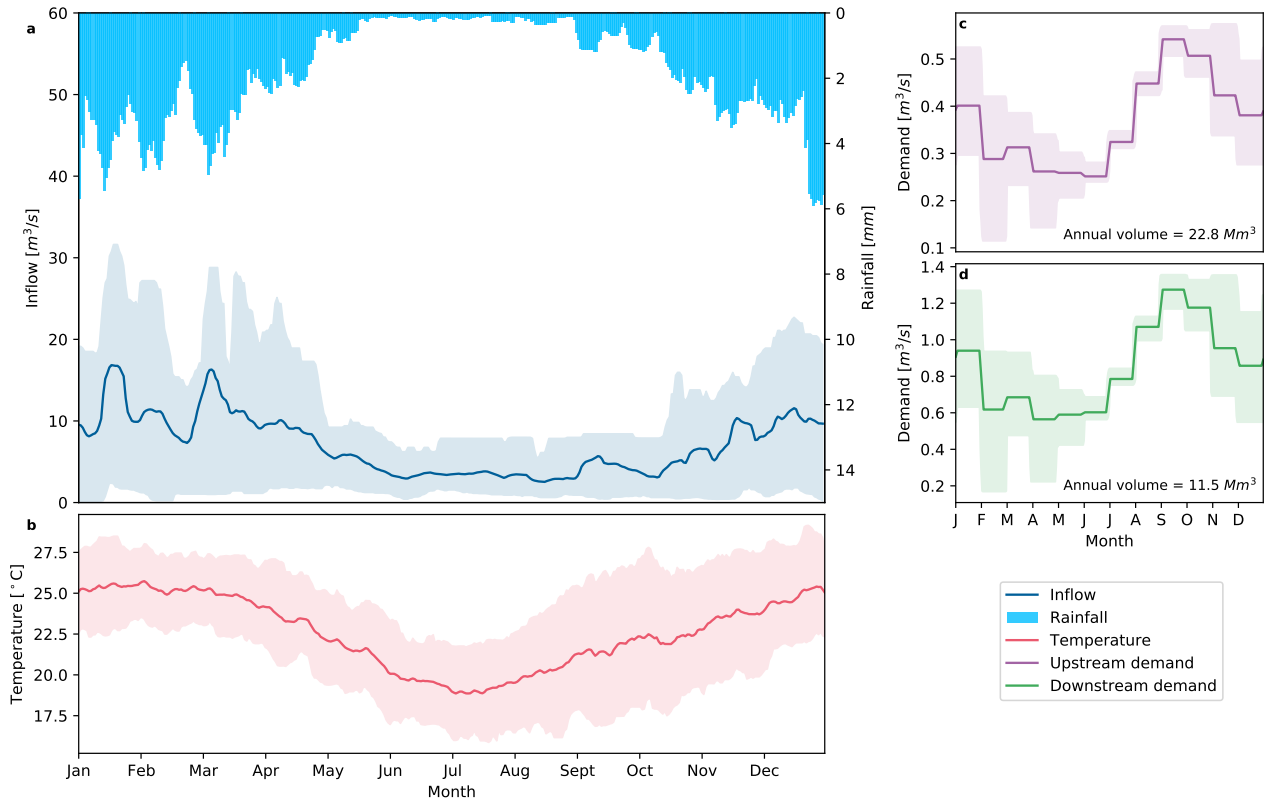 a
60
50
40
30
20
10
0
Inflow [m³/s]
0
2
4
6
8
10
12
14
Rainfall [mm]
b
27.5
25.0
22.5
20.0
17.5
Temperature [°C]
Jan Feb Mar Apr May Jun Jul Aug Sept Oct Nov Dec
Month
c
0.5
0.4
0.3
0.2
0.1
Demand [m³/s]
Annual volume = 22.8 Mm³
d
1.4
1.2
1.0
0.8
0.6
0.4
0.2
Demand [m³/s]
Annual volume = 11.5 Mm³
J F M A M J J A S O N D
Month
Inflow
Rainfall
Temperature
Upstream demand
Downstream demand